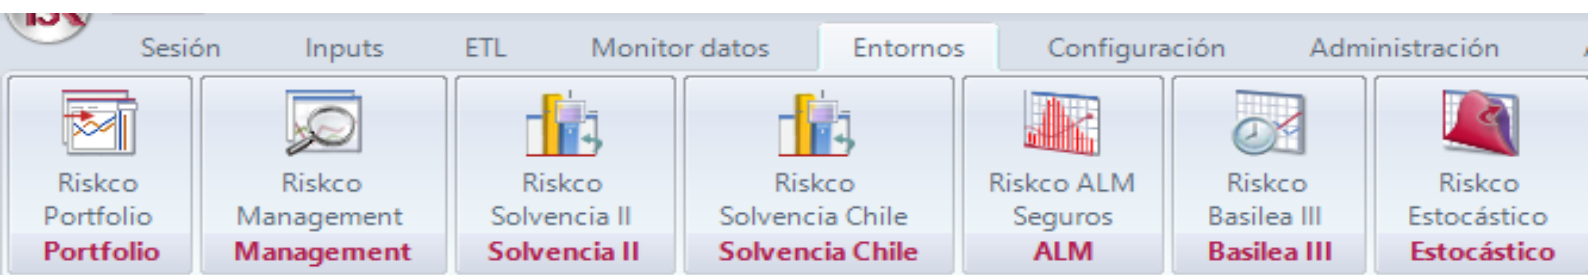 Sesión Inputs ETL Monitor datos Entornos Configuración Administración
Riskco Portfolio
Portfolio
Riskco Management
Management
Riskco Solvencia II
Solvencia II
Riskco Solvencia Chile
Solvencia Chile
Riskco ALM Seguros
ALM
Riskco Basilea III
Basilea III
Riskco Estocástico
Estocástico